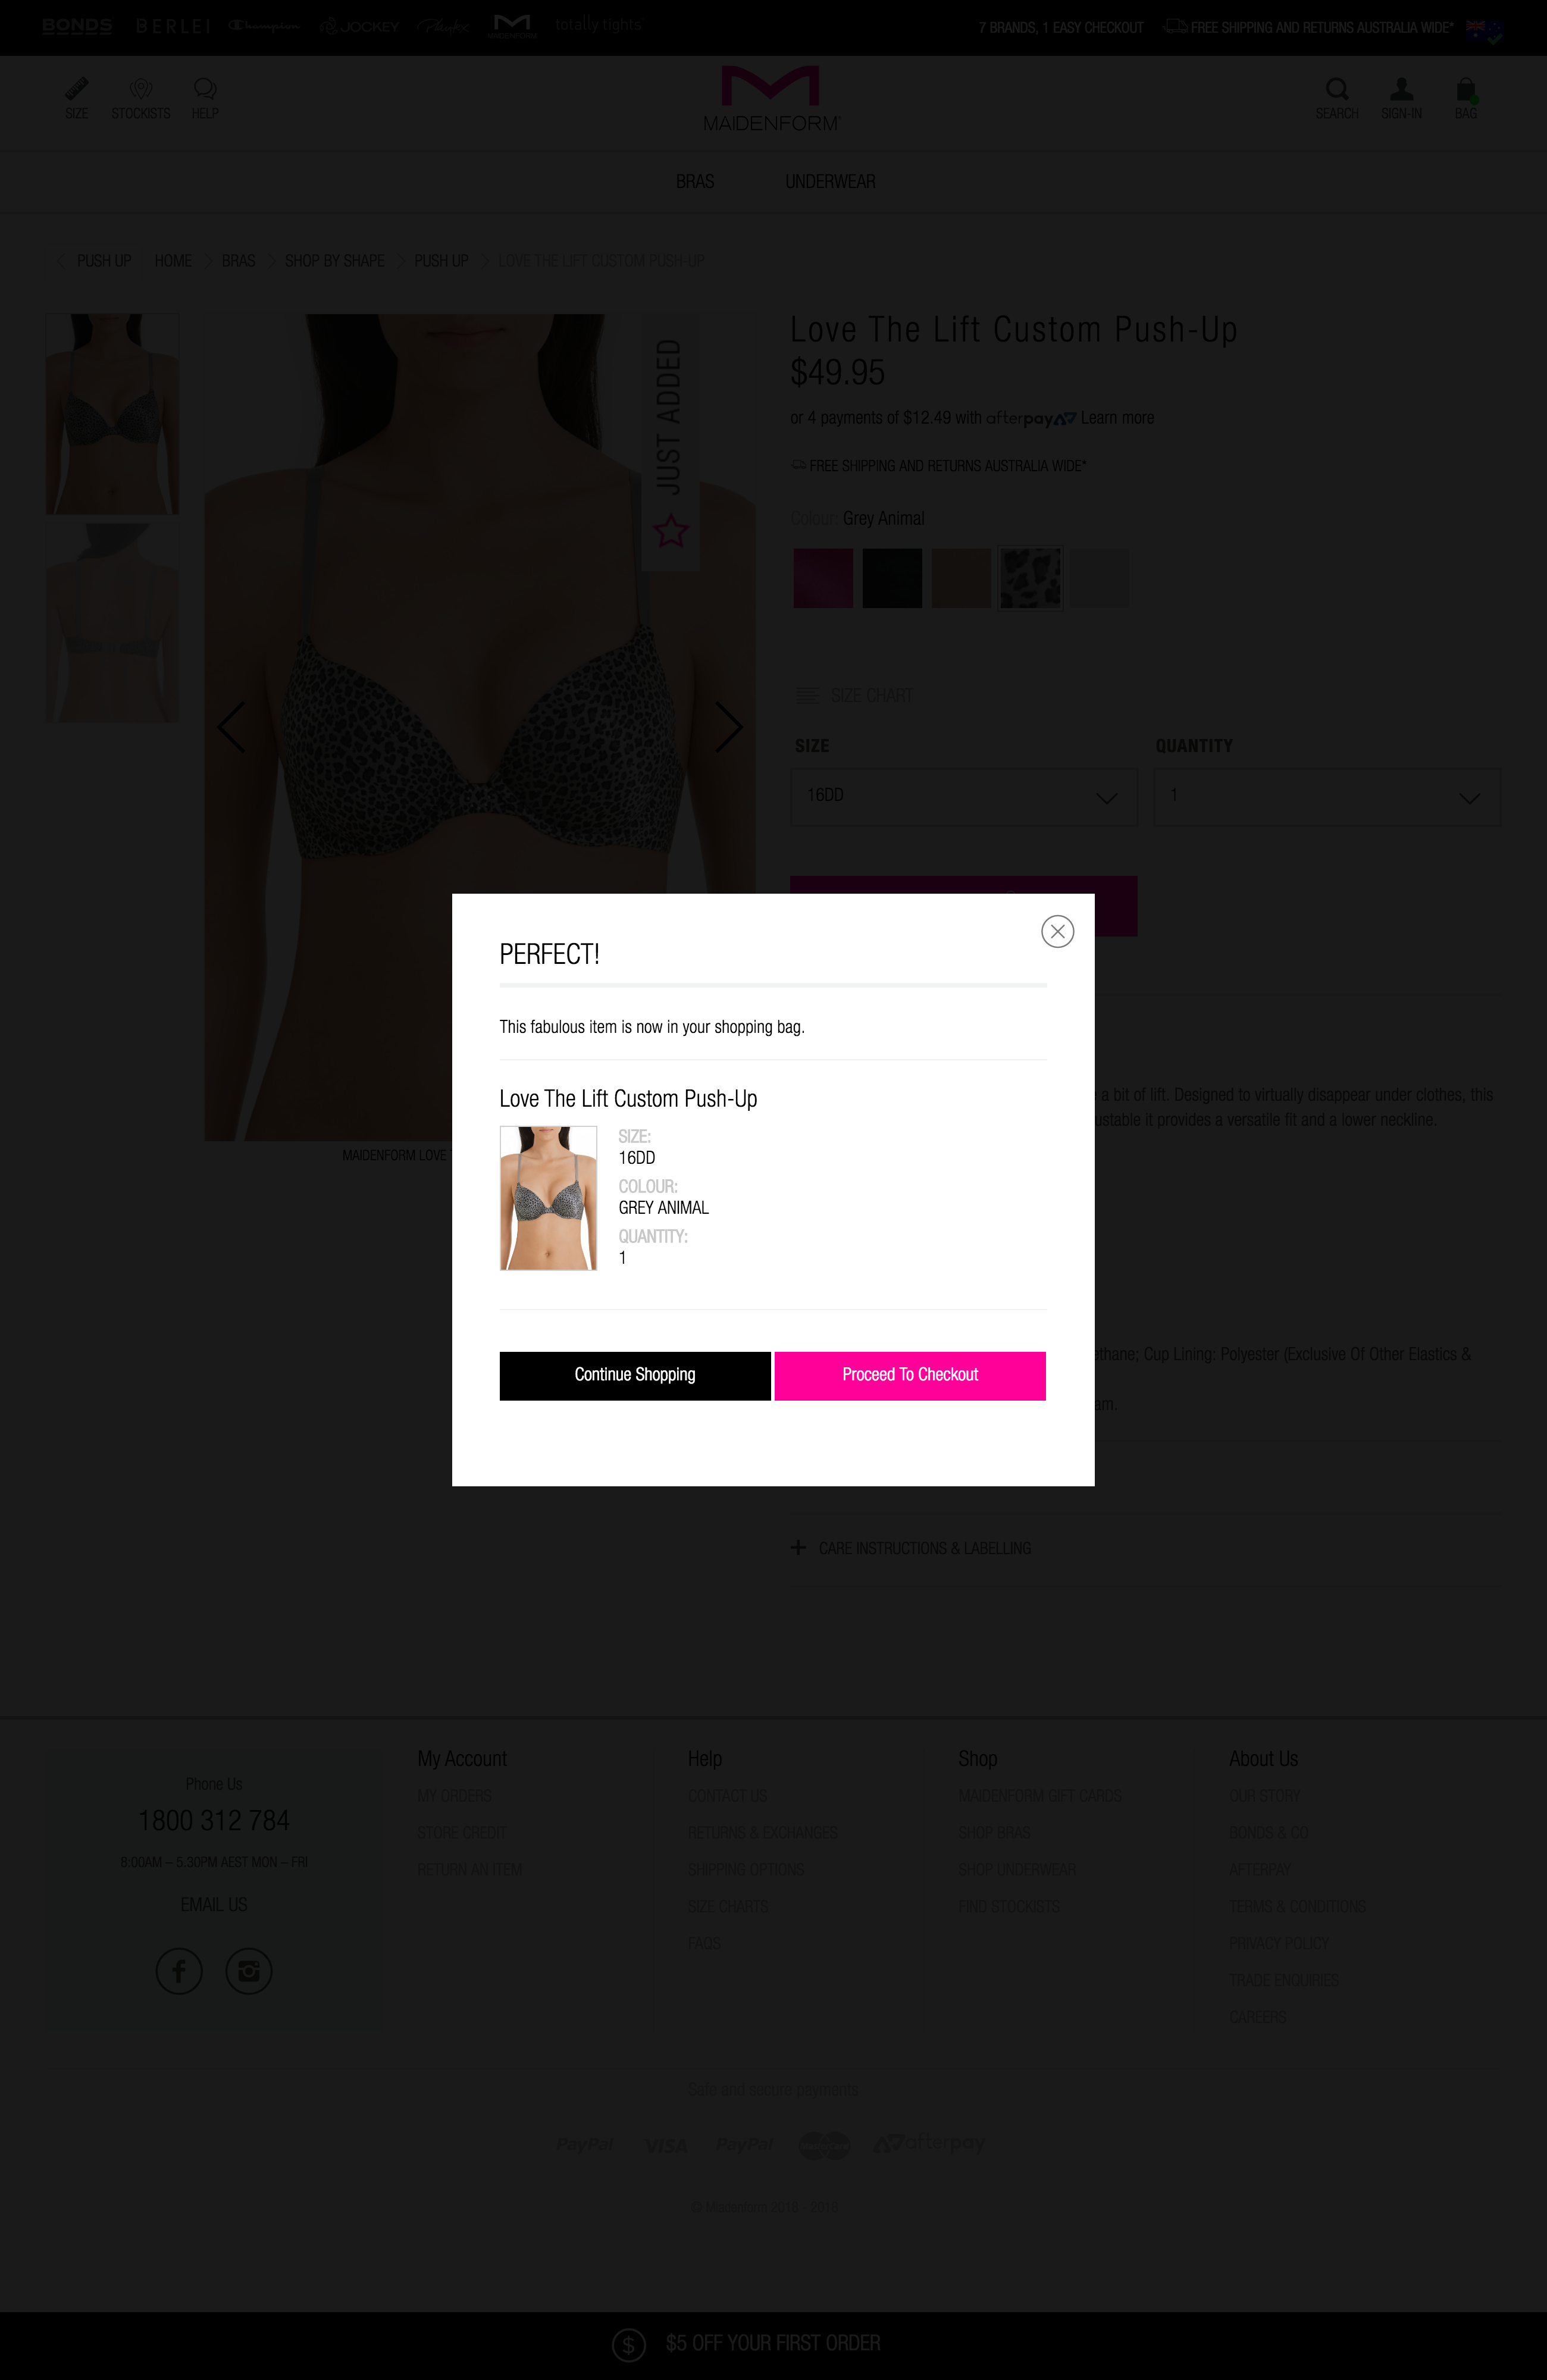 BONDS
BERLEI
Champion
JOCKEY
Playtex
MAIDENFORM
totally tights
7 BRANDS, 1 EASY CHECKOUT
FREE SHIPPING AND RETURNS AUSTRALIA WIDE*
SIZE
STOCKISTS
HELP
MAIDENFORM
SEARCH
SIGN-IN
BAG
BRAS
UNDERWEAR
PUSH UP
HOME
BRAS
SHOP BY SHAPE
PUSH UP
LOVE THE LIFT CUSTOM PUSH-UP
JUST ADDED
Love The Lift Custom Push-Up
$49.95
or 4 payments of $12.49 with afterpay Learn more
FREE SHIPPING AND RETURNS AUSTRALIA WIDE*
Colour: Grey Animal
SIZE CHART
SIZE
QUANTITY
16DD
1
PERFECT!
This fabulous item is now in your shopping bag.
Love The Lift Custom Push-Up
SIZE:
16DD
COLOUR:
GREY ANIMAL
QUANTITY:
1
Continue Shopping
Proceed To Checkout
MAIDENFORM LOVE
a bit of lift. Designed to virtually disappear under clothes, this
ustable it provides a versatile fit and a lower neckline.
ethane; Cup Lining: Polyester (Exclusive Of Other Elastics &
am.
CARE INSTRUCTIONS & LABELLING
Phone Us
1800 312 784
8:00AM – 5.30PM AEST MON – FRI
EMAIL US
My Account
MY ORDERS
STORE CREDIT
RETURN AN ITEM
Help
CONTACT US
RETURNS & EXCHANGES
SHIPPING OPTIONS
SIZE CHARTS
FAQS
Shop
MAIDENFORM GIFT CARDS
SHOP BRAS
SHOP UNDERWEAR
FIND STOCKISTS
About Us
OUR STORY
BONDS & CO
AFTERPAY
TERMS & CONDITIONS
PRIVACY POLICY
TRADE ENQUIRIES
CAREERS
Safe and secure payments
PayPal
VISA
PayPal
MasterCard
afterpay
© Maidenform 2016 - 2018
$5 OFF YOUR FIRST ORDER